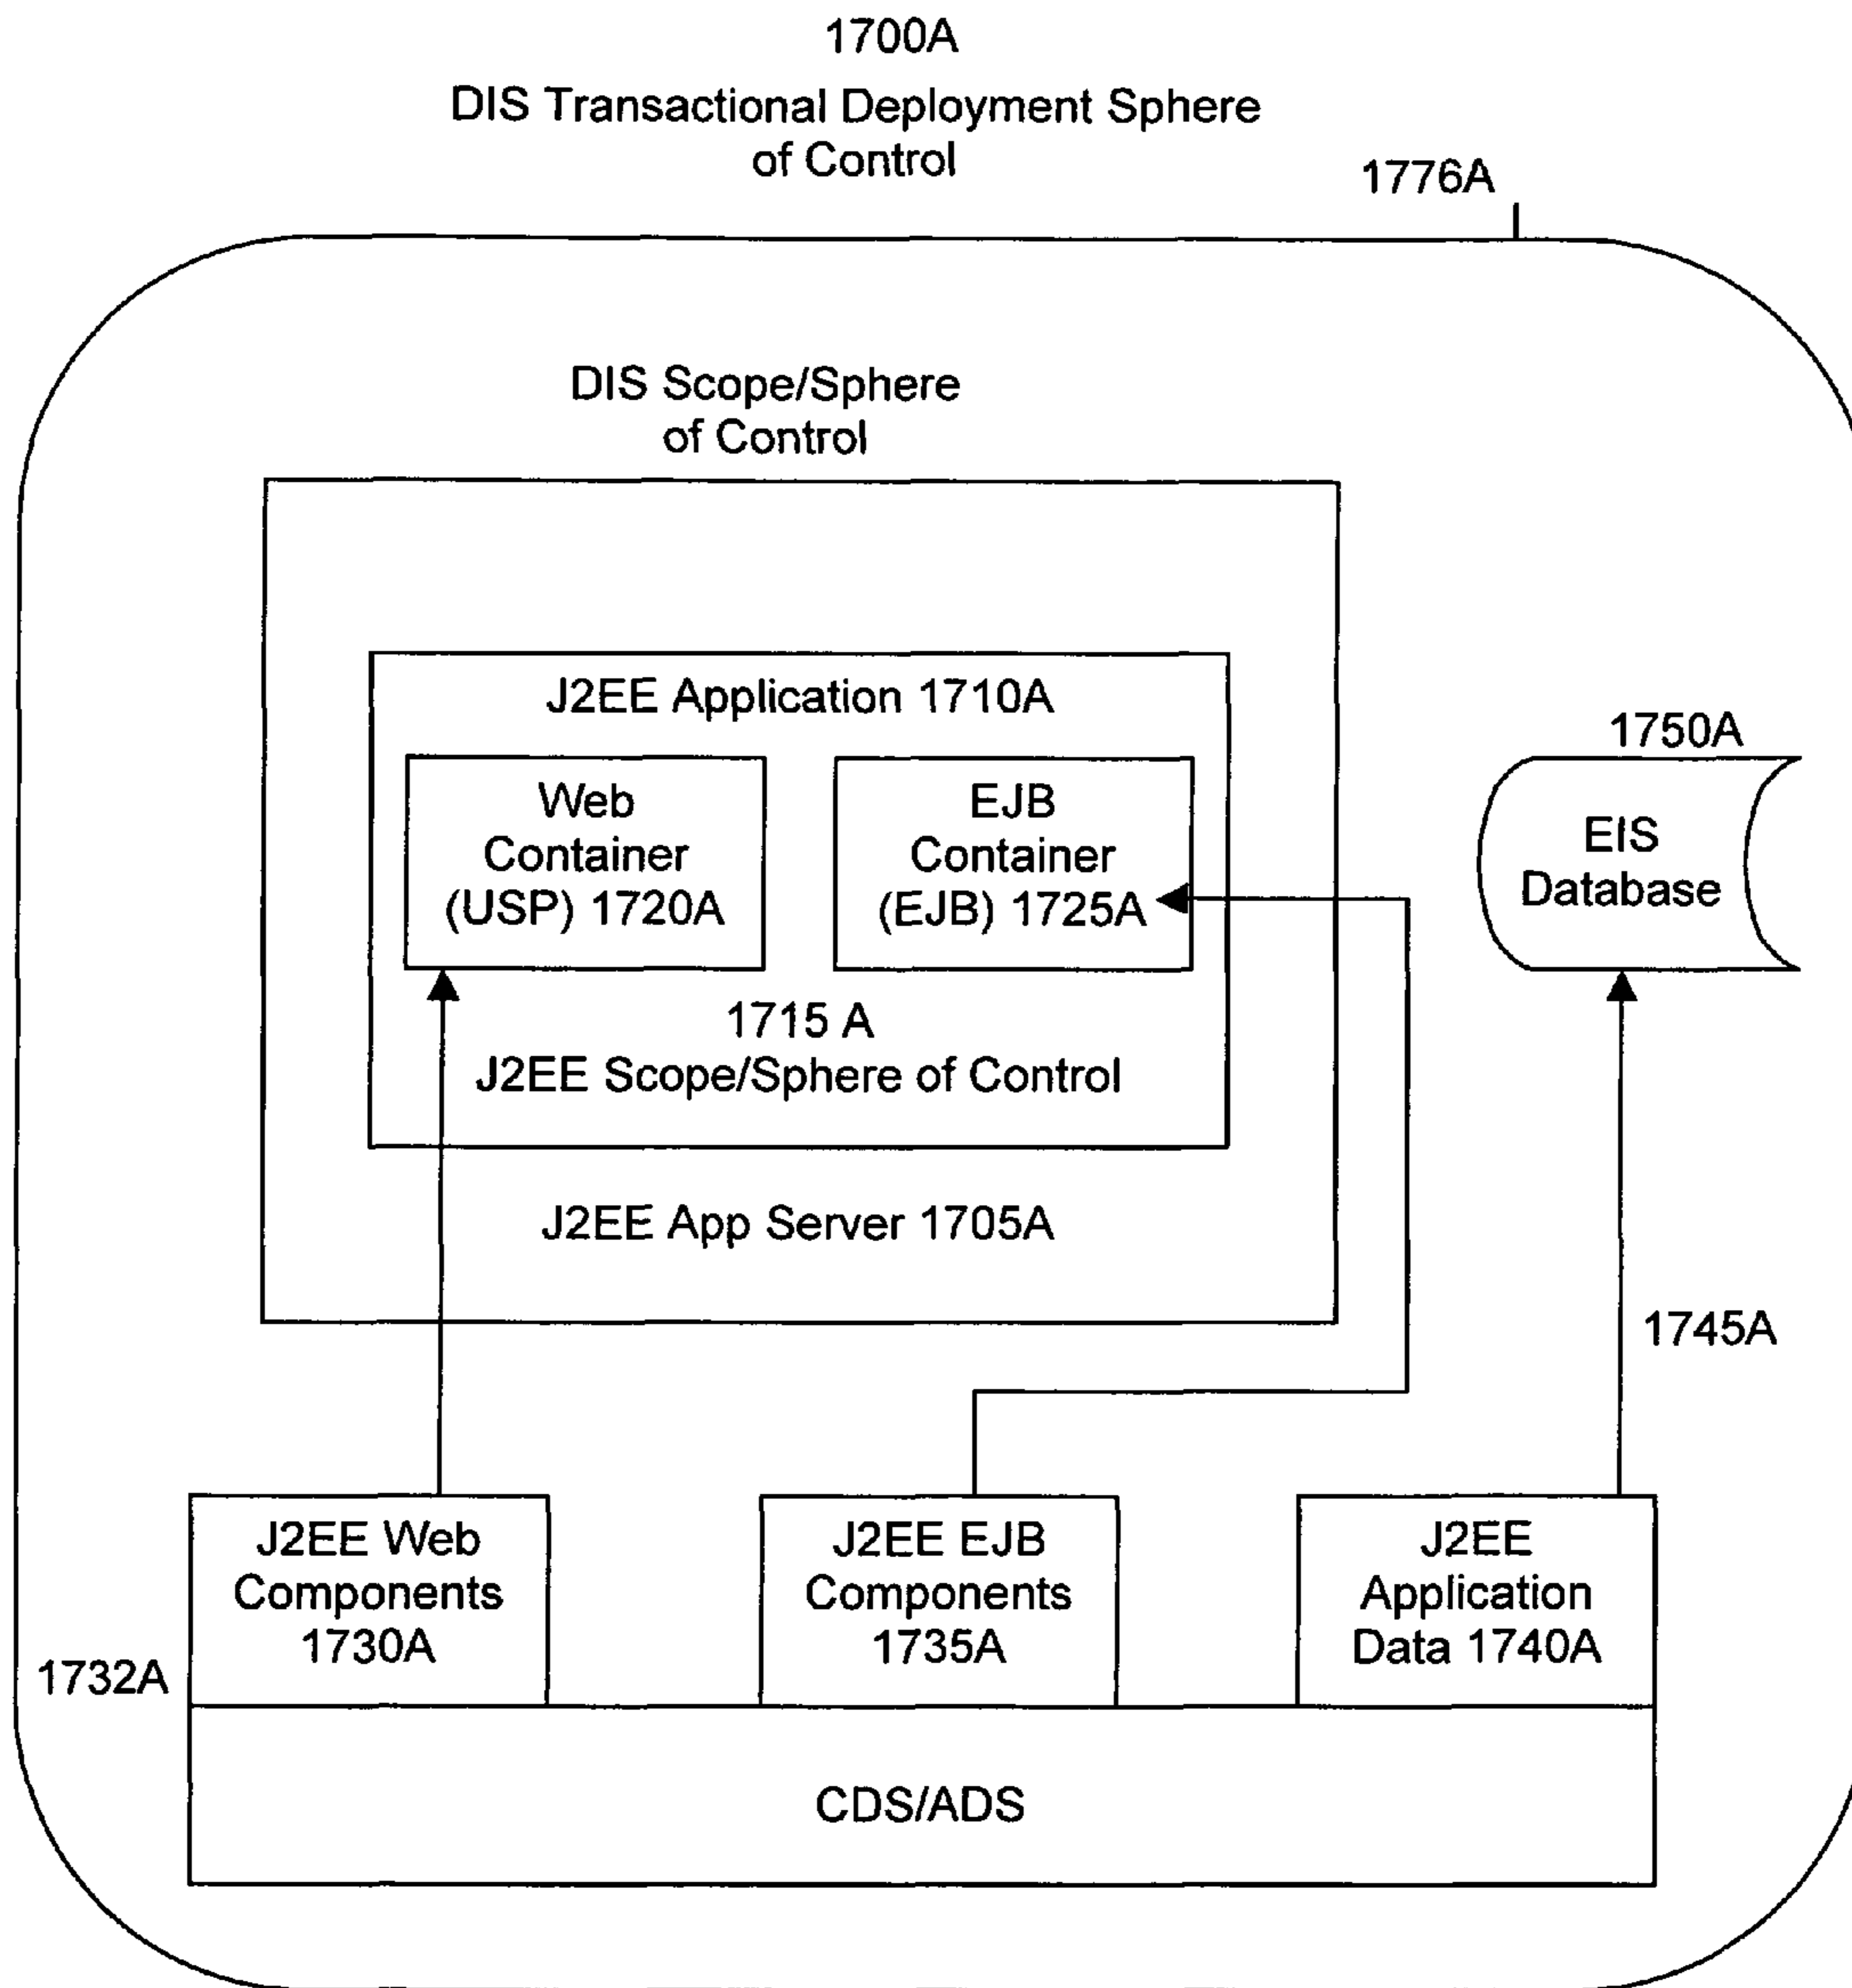 1700A
DIS Transactional Deployment Sphere
of Control
1776A
DIS Scope/Sphere
of Control
J2EE Application 1710A
Web
Container
(USP) 1720A
EJB
Container
(EJB) 1725A
1715 A
J2EE Scope/Sphere of Control
J2EE App Server 1705A
1750A
EIS
Database
1745A
J2EE Web
Components
1730A
J2EE EJB
Components
1735A
J2EE
Application
Data 1740A
1732A
CDS/ADS